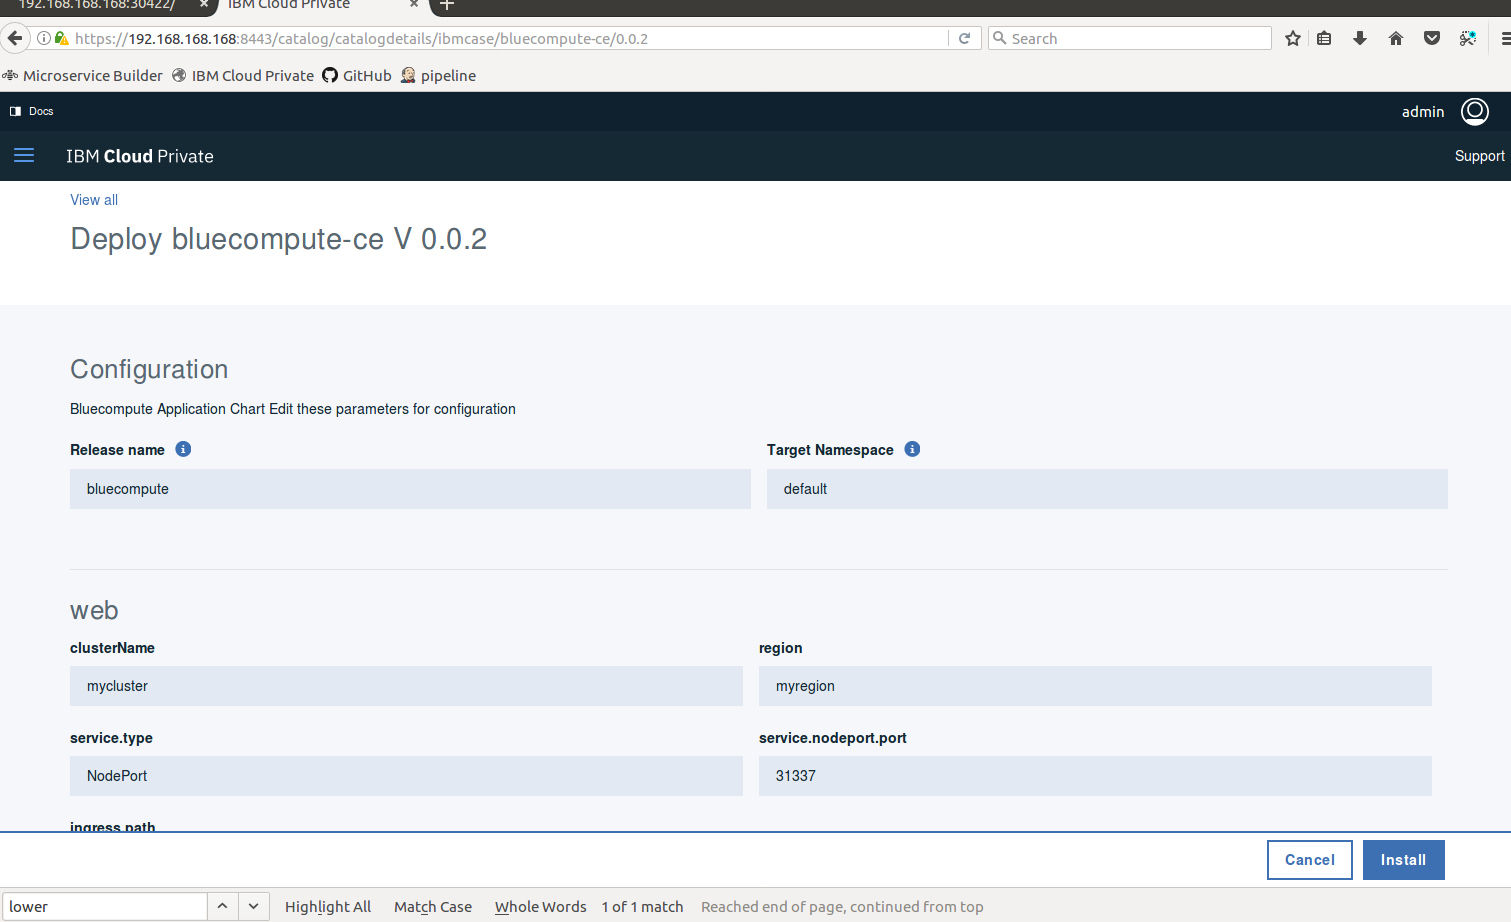 192.168.168.168:30422/ × IBM Cloud Private × +
https://192.168.168.168:8443/catalog/catalogdetails/ibmcase/bluecompute-ce/0.0.2 Search
Microservice Builder IBM Cloud Private GitHub pipeline
Docs admin
IBM Cloud Private Support
View all
Deploy bluecompute-ce V 0.0.2
Configuration
Bluecompute Application Chart Edit these parameters for configuration
Release name Target Namespace
bluecompute default
web
clusterName region
mycluster myregion
service.type service.nodeport.port
NodePort 31337
ingress.path
Cancel Install
lower Highlight All Match Case Whole Words 1 of 1 match Reached end of page, continued from top